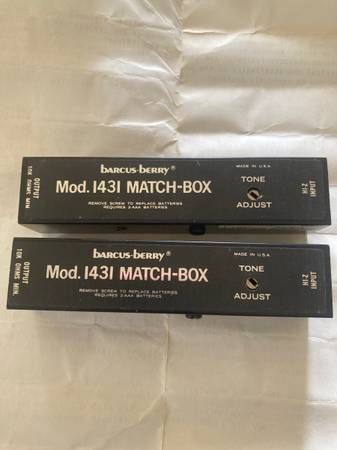 barcus-berry®
Mod. 1431 MATCH-BOX
REMOVE SCREW TO REPLACE BATTERIES
REQUIRES 2-AAA BATTERIES
OUTPUT
10K OHMS MIN.
MADE IN U.S.A.
TONE
ADJUST
HI-Z
INPUT
barcus-berry®
Mod. 1431 MATCH-BOX
REMOVE SCREW TO REPLACE BATTERIES
REQUIRES 2-AAA BATTERIES
OUTPUT
10K OHMS MIN.
MADE IN U.S.A.
TONE
ADJUST
HI-Z
INPUT